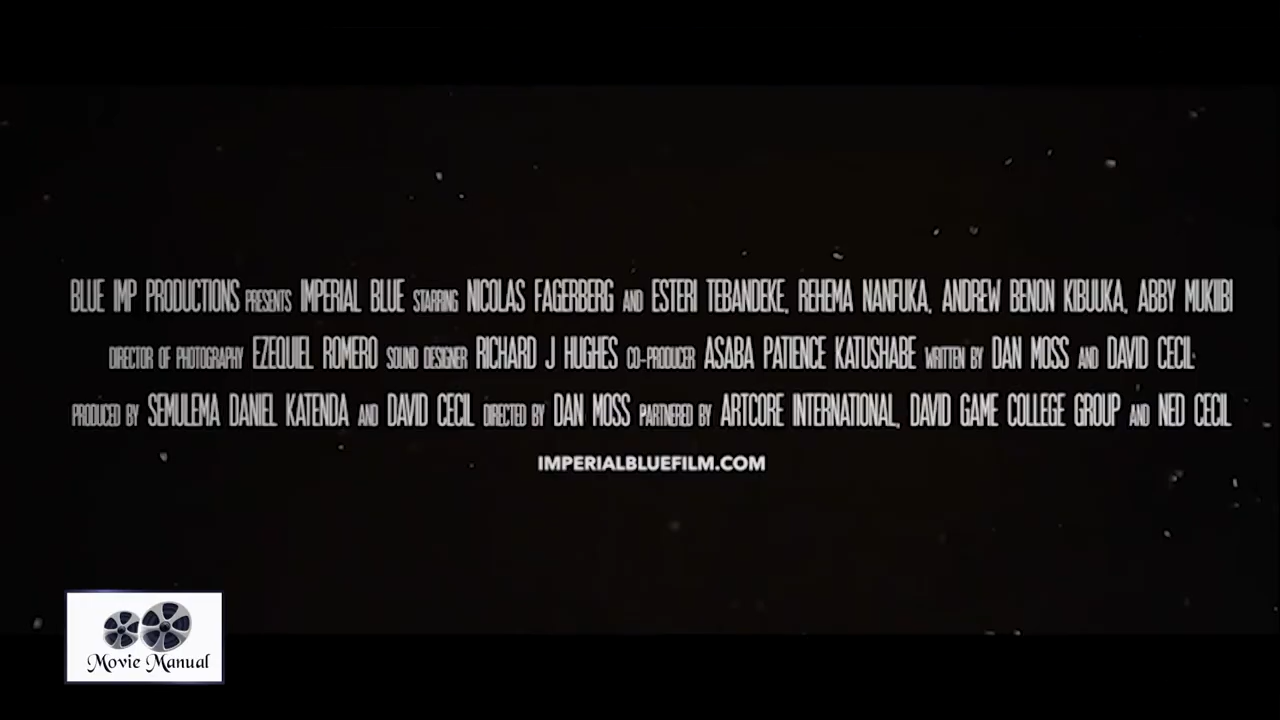 BLUE IMP PRODUCTIONS PRESENTS IMPERIAL BLUE STARRING NICOLAS FAGERBERG AND ESTERI TEBANDEKE, REHEMA NANFUKA, ANDREW BENON KIBUUKA, ABBY MUKIIBI
DIRECTOR OF PHOTOGRAPHY EZEQUIEL ROMERO SOUND DESIGNER RICHARD J HUGHES CO-PRODUCER ASABA PATIENCE KATUSHABE WRITTEN BY DAN MOSS AND DAVID CECIL
PRODUCED BY SEMULEMA DANIEL KATENDA AND DAVID CECIL DIRECTED BY DAN MOSS PARTNERED BY ARTCORE INTERNATIONAL, DAVID GAME COLLEGE GROUP AND NED CECIL
IMPERIALBLUEFILM.COM
Movie Manual